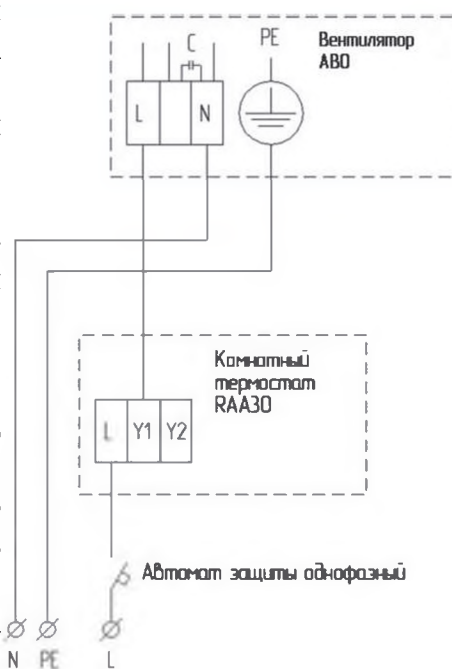 C
PE
Вентилятор
АВО
L
N
Комнатный
термостат
RAA30
L
Y1
Y2
Автомат защиты однофазный
N
PE
L